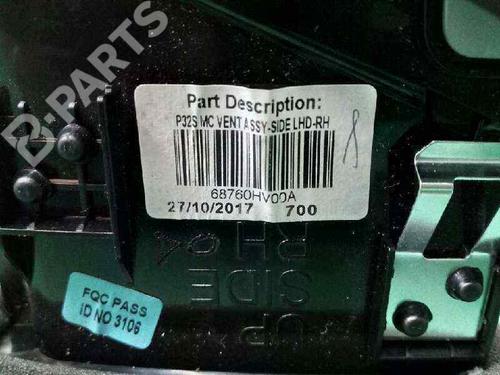 B-PARTS
Part Description:
P32S MC VENT ASSY-SIDE LHD-RH
68760HV00A
27/10/2017 700
FQC PASS
ID NO 3106
UP
SIDE
RH 04